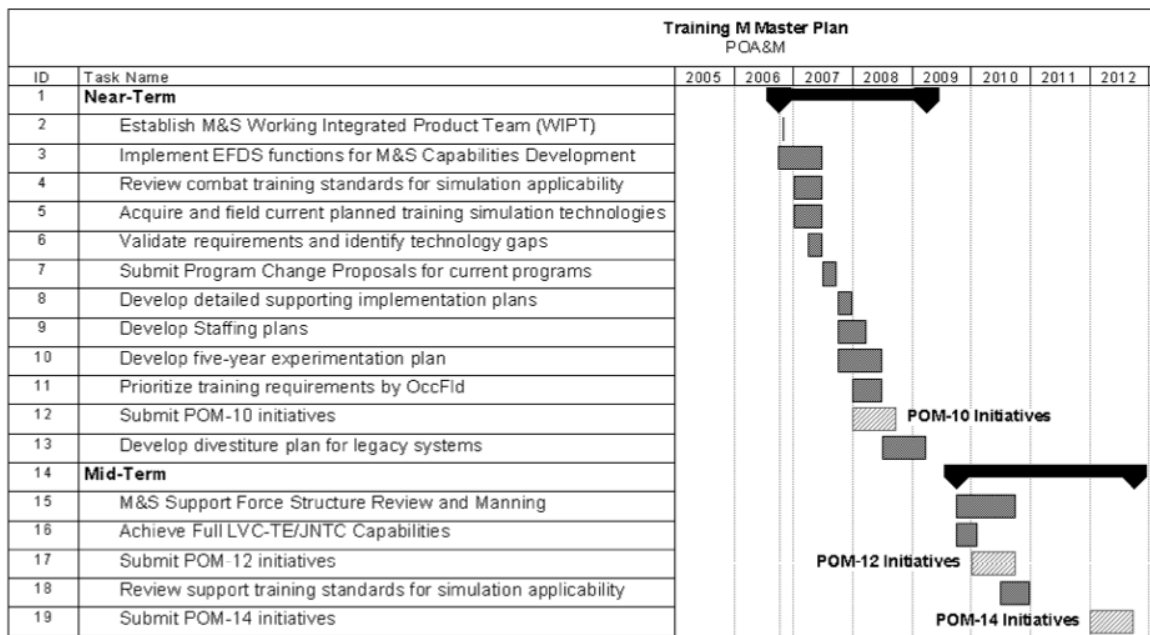 Training M Master Plan
POA&M
ID Task Name 2005 2006 2007 2008 2009 2010 2011 2012
1 Near-Term
2 Establish M&S Working Integrated Product Team (WIPT)
3 Implement EFDS functions for M&S Capabilities Development
4 Review combat training standards for simulation applicability
5 Acquire and field current planned training simulation technologies
6 Validate requirements and identify technology gaps
7 Submit Program Change Proposals for current programs
8 Develop detailed supporting implementation plans
9 Develop Staffing plans
10 Develop five-year experimentation plan
11 Prioritize training requirements by OccFld
12 Submit POM-10 initiatives POM-10 Initiatives
13 Develop divestiture plan for legacy systems
14 Mid-Term
15 M&S Support Force Structure Review and Manning
16 Achieve Full LVC-TE/JNTC Capabilities
17 Submit POM-12 initiatives POM-12 Initiatives
18 Review support training standards for simulation applicability
19 Submit POM-14 initiatives POM-14 Initiatives